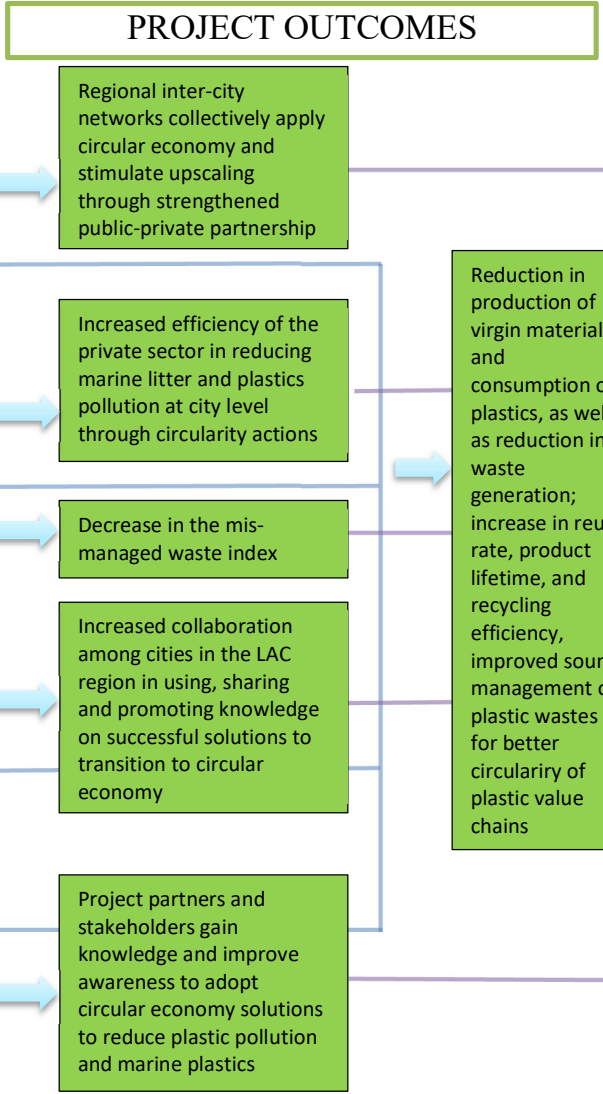 PROJECT OUTCOMES
Regional inter-city
networks collectively apply
circular economy and
stimulate upscaling
through strengthened
public-private partnership
Increased efficiency of the
private sector in reducing
marine litter and plastics
pollution at city level
through circularity actions
Decrease in the mis-
managed waste index
Increased collaboration
among cities in the LAC
region in using, sharing
and promoting knowledge
on successful solutions to
transition to circular
economy
Project partners and
stakeholders gain
knowledge and improve
awareness to adopt
circular economy solutions
to reduce plastic pollution
and marine plastics
Reduction in
production of
virgin material
and
consumption
plastics, as
as reduction in
waste
generation;
increase in
rate, product
lifetime, and
recycling
efficiency,
improved
management
plastic wastes
for better
circulariry of
plastic value
chains